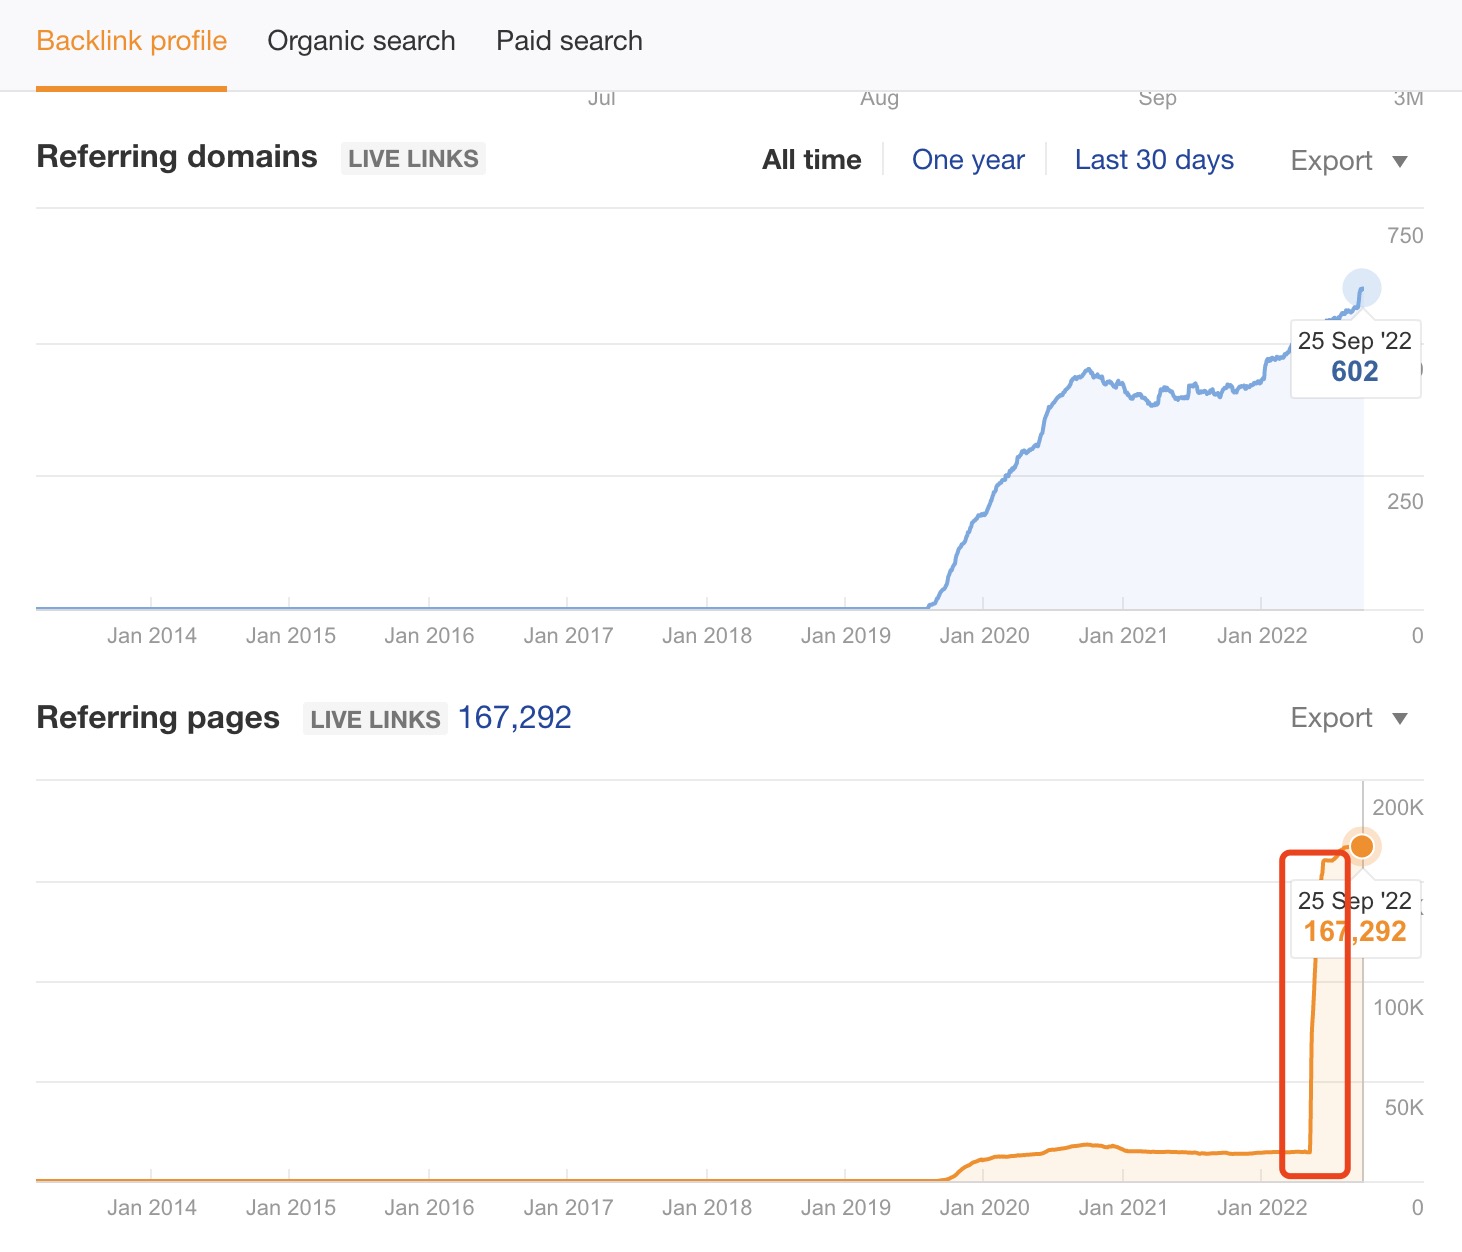 Backlink profile Organic search Paid search
Jul Aug Sep 3M
Referring domains LIVE LINKS All time One year Last 30 days Export
750
25 Sep '22
602
250
Jan 2014 Jan 2015 Jan 2016 Jan 2017 Jan 2018 Jan 2019 Jan 2020 Jan 2021 Jan 2022 0
Referring pages LIVE LINKS 167,292 Export
200K
25 Sep '22
167,292
100K
50K
Jan 2014 Jan 2015 Jan 2016 Jan 2017 Jan 2018 Jan 2019 Jan 2020 Jan 2021 Jan 2022 0